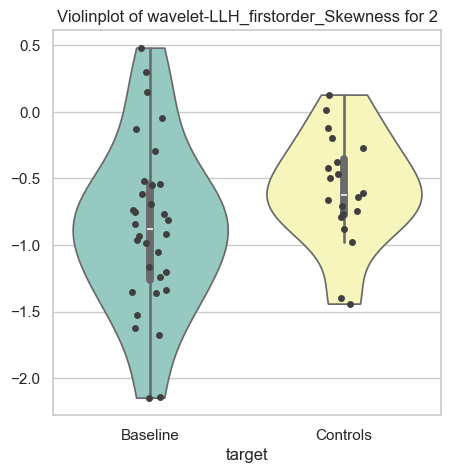 Violinplot of wavelet-LLH_firstorder_Skewness for 2
0.5
0.0
−0.5
−1.0
−1.5
−2.0
Baseline Controls
target